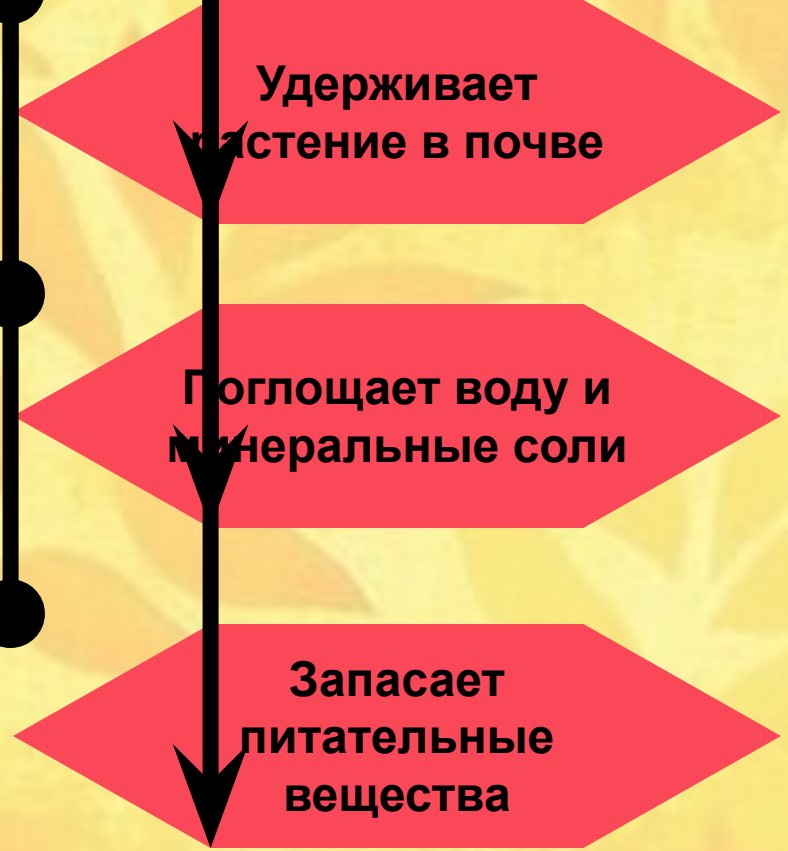 Удерживает
растение в почве
Поглощает воду и
минеральные соли
Запасает
питательные
вещества